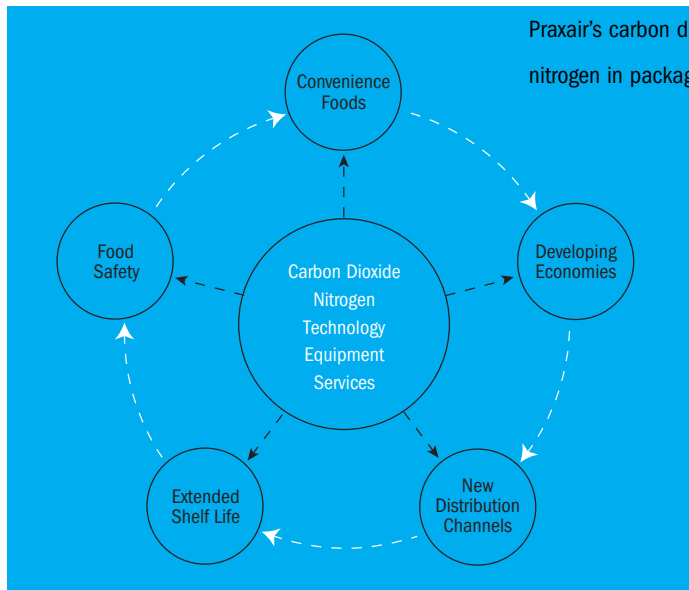 Praxair's carbon d
nitrogen in packag
Convenience
Foods
Food
Safety
Developing
Economies
Carbon Dioxide
Nitrogen
Technology
Equipment
Services
Extended
Shelf Life
New
Distribution
Channels